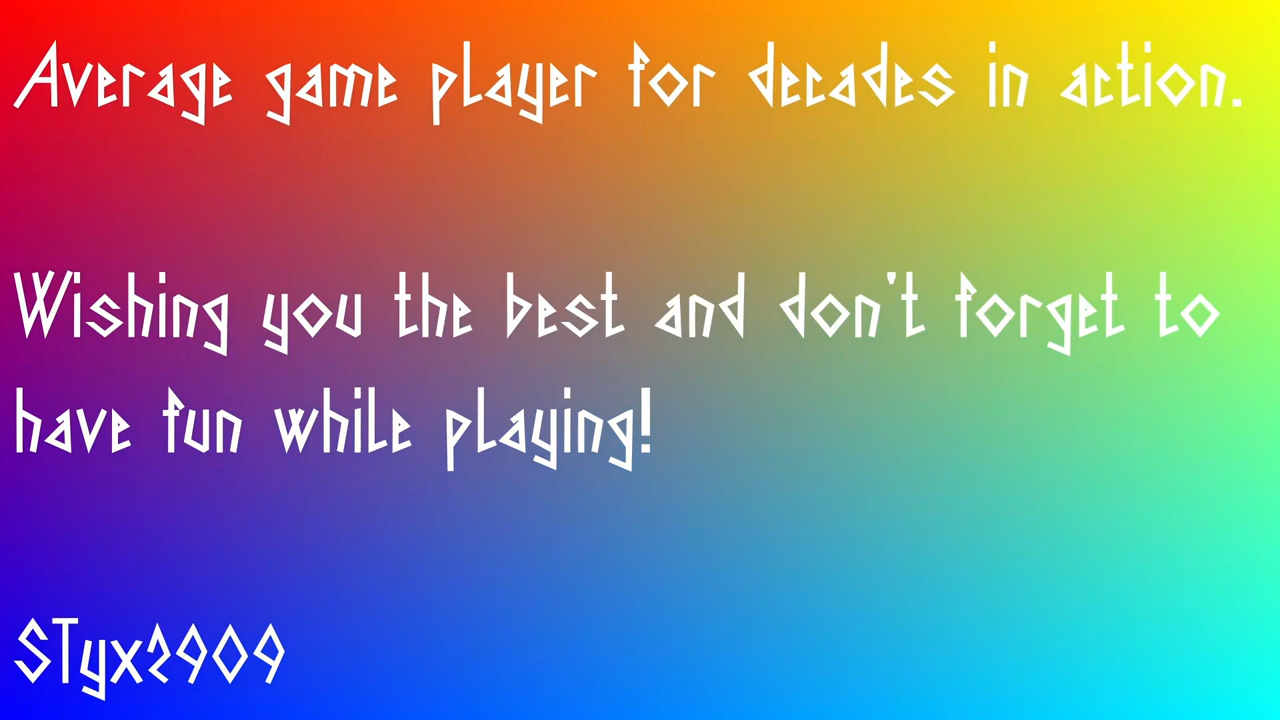 Average game player for decades in action.
Wishing you the best and don't forget to
have fun while playing!
STyx2909